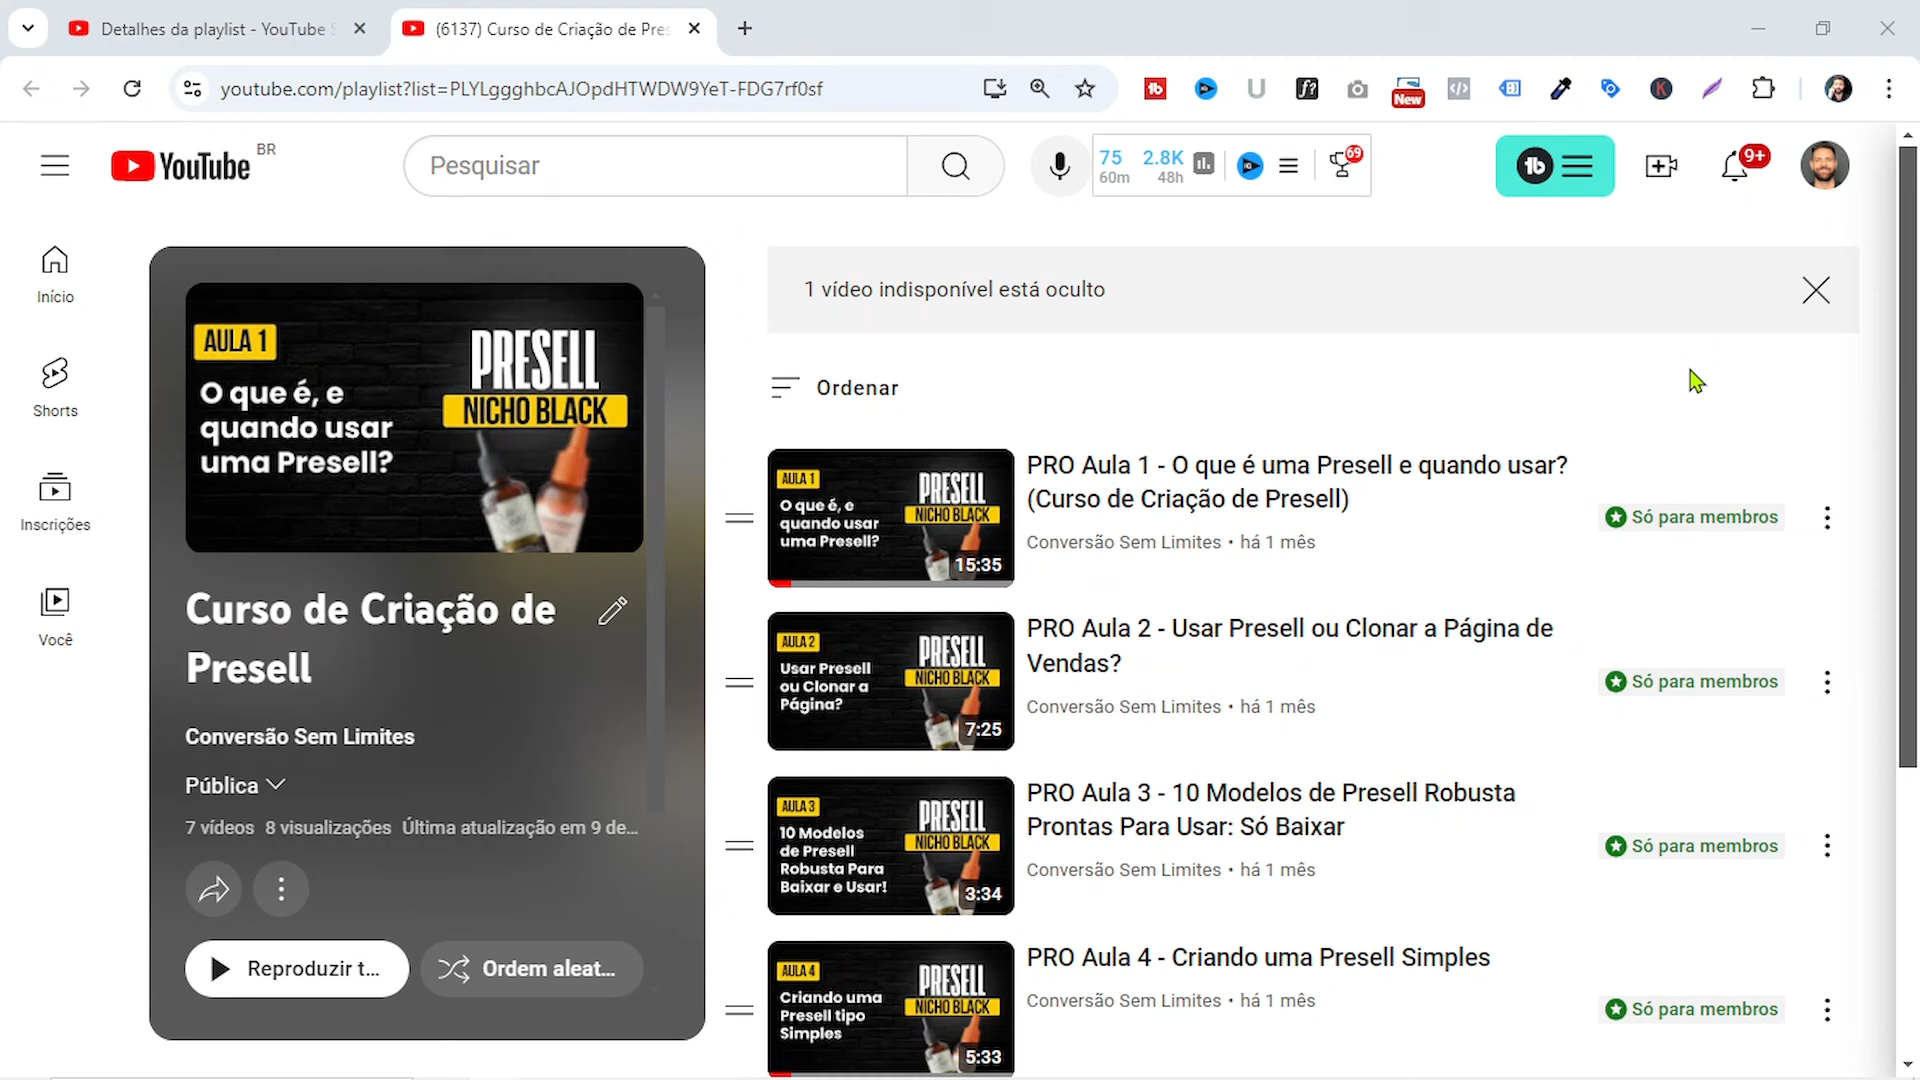 Detalhes da playlist - YouTube S
(6137) Curso de Criação de Pres
youtube.com/playlist?list=PLYLggghbcAJOpdHTWDW9YeT-FDG7rf0sf
New
YouTube BR
Pesquisar
75 2.8K
60m 48h
69
9+
Início
Shorts
Inscrições
Você
AULA 1
O que é, e
quando usar
uma Presell?
PRESELL
NICHO BLACK
Curso de Criação de
Presell
Conversão Sem Limites
Pública
7 vídeos 8 visualizações Última atualização em 9 de...
Reproduzir t...
Ordem aleat...
1 vídeo indisponível está oculto
Ordenar
AULA 1
O que é, e
quando usar
uma Presell?
PRESELL
NICHO BLACK
15:35
PRO Aula 1 - O que é uma Presell e quando usar?
(Curso de Criação de Presell)
Conversão Sem Limites • há 1 mês
Só para membros
AULA 2
Usar Presell
ou Clonar a
Página?
PRESELL
NICHO BLACK
7:25
PRO Aula 2 - Usar Presell ou Clonar a Página de
Vendas?
Conversão Sem Limites • há 1 mês
Só para membros
AULA 3
10 Modelos
de Presell
Robusta Para
Baixar e Usar!
PRESELL
NICHO BLACK
3:34
PRO Aula 3 - 10 Modelos de Presell Robusta
Prontas Para Usar: Só Baixar
Conversão Sem Limites • há 1 mês
Só para membros
AULA 4
Criando uma
Presell tipo
Simples
PRESELL
NICHO BLACK
5:33
PRO Aula 4 - Criando uma Presell Simples
Conversão Sem Limites • há 1 mês
Só para membros